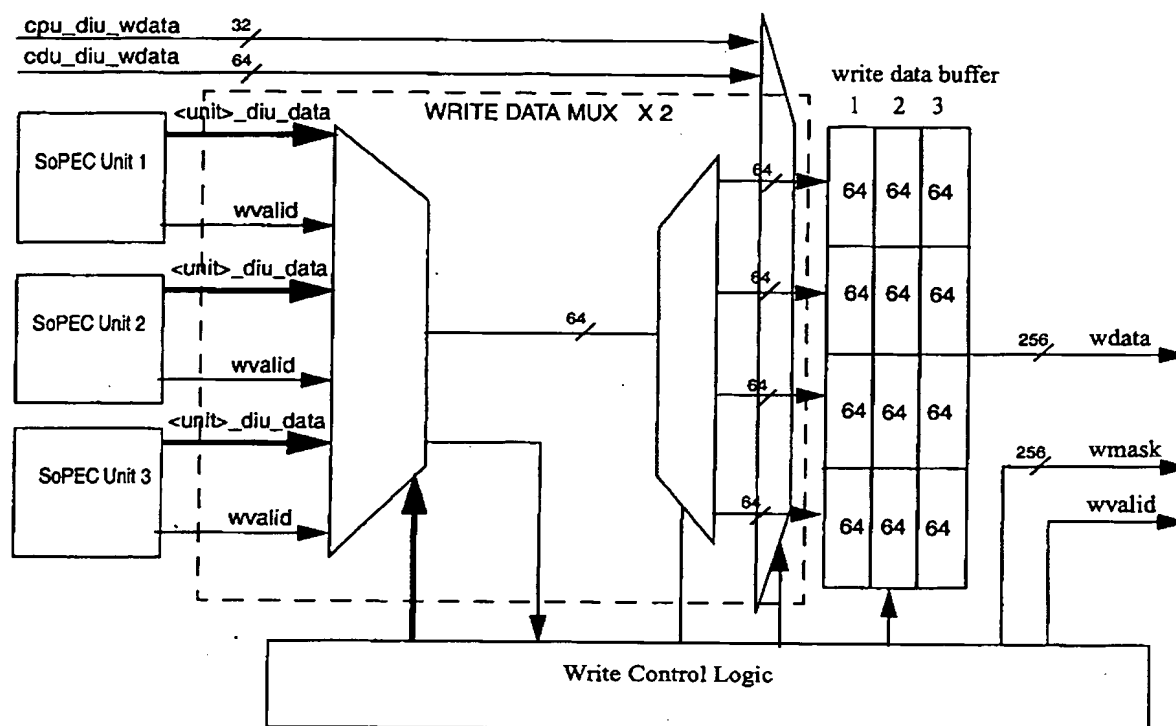 cpu_diu_wdata 32
cdu_diu_wdata 64
write data buffer
1 2 3
<unit>_diu_data
WRITE DATA MUX X 2
SoPEC Unit 1
64
64 64 64
wvalid
<unit>_diu_data
SoPEC Unit 2
64
64 64 64
64
256
wdata
wvalid
<unit>_diu_data
64
64 64 64
SoPEC Unit 3
256
wmask
wvalid
64
64 64 64
wvalid
Write Control Logic